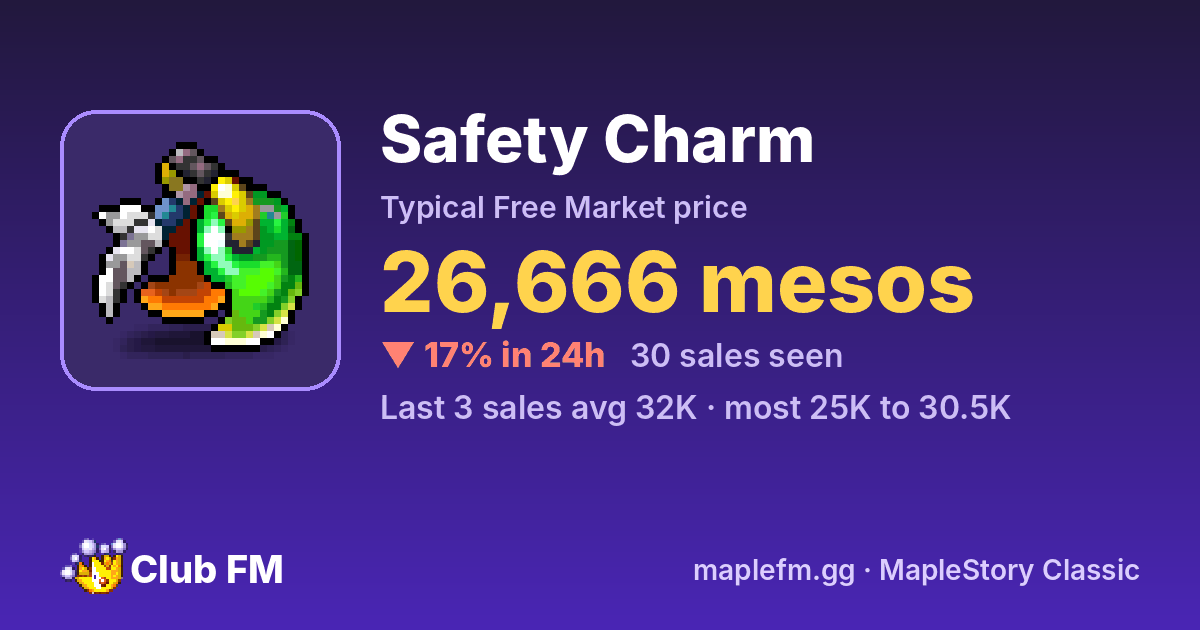 Safety Charm
Typical Free Market price
26,666 mesos
▼ 17% in 24h 30 sales seen
Last 3 sales avg 32K · most 25K to 30.5K
Club FM
maplefm.gg · MapleStory Classic